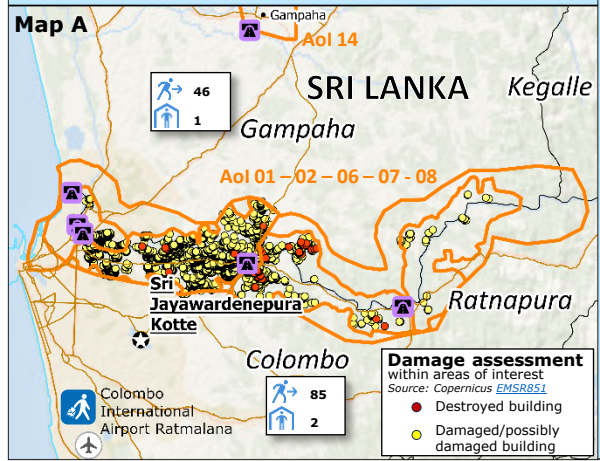 Map A
Gampaha
AoI 14
46
1
SRI LANKA
Kegalle
Gampaha
AoI 01 – 02 – 06 – 07 - 08
Sri
Jayawardenepura
Kotte
Ratnapura
Colombo
85
2
Colombo
International
Airport Ratmalana
Damage assessment
within areas of interest
Source: Copernicus EMSR851
Destroyed building
Damaged/possibly
damaged building